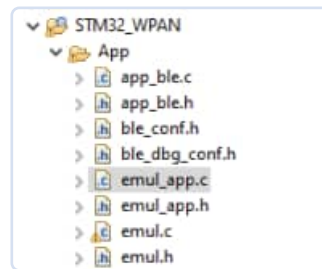 STM32_WPAN
App
app_ble.c
app_ble.h
ble_conf.h
ble_dbg_conf.h
emul_app.c
emul_app.h
emul.c
emul.h